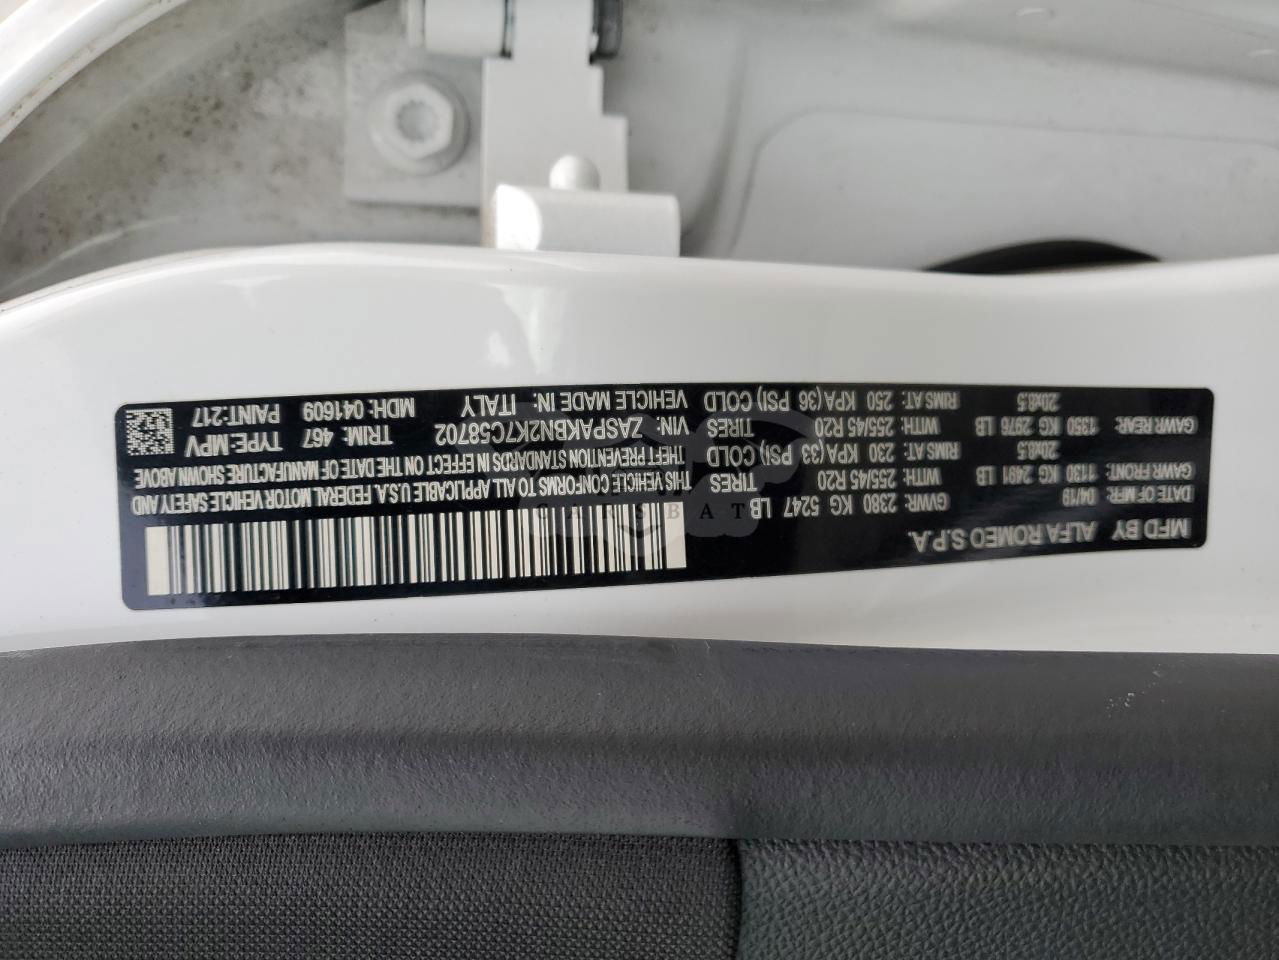 MFD BY ALFA ROMEO S.P.A.
DATE OF MFR: 04/19 GWVR: 2380 KG 5247 LB
GAWR FRONT: 1130 KG 2491 LB WITH: 255/45 R20 TIRES
20x8.5 RIMS AT: 230 KPA (33 PSI) COLD
GAWR REAR: 1350 KG 2976 LB WITH: 255/45 R20 TIRES
20x8.5 RIMS AT: 250 KPA (36 PSI) COLD
THIS VEHICLE CONFORMS TO ALL APPLICABLE U.S.A. FEDERAL MOTOR VEHICLE SAFETY AND
THEFT PREVENTION STANDARDS IN EFFECT ON THE DATE OF MANUFACTURE SHOWN ABOVE
VIN: ZASPAKBN2K7C58702 TRIM: 467 TYPE: MPV
VEHICLE MADE IN: ITALY MDH: 041609 PAINT: 217
CARSBAT